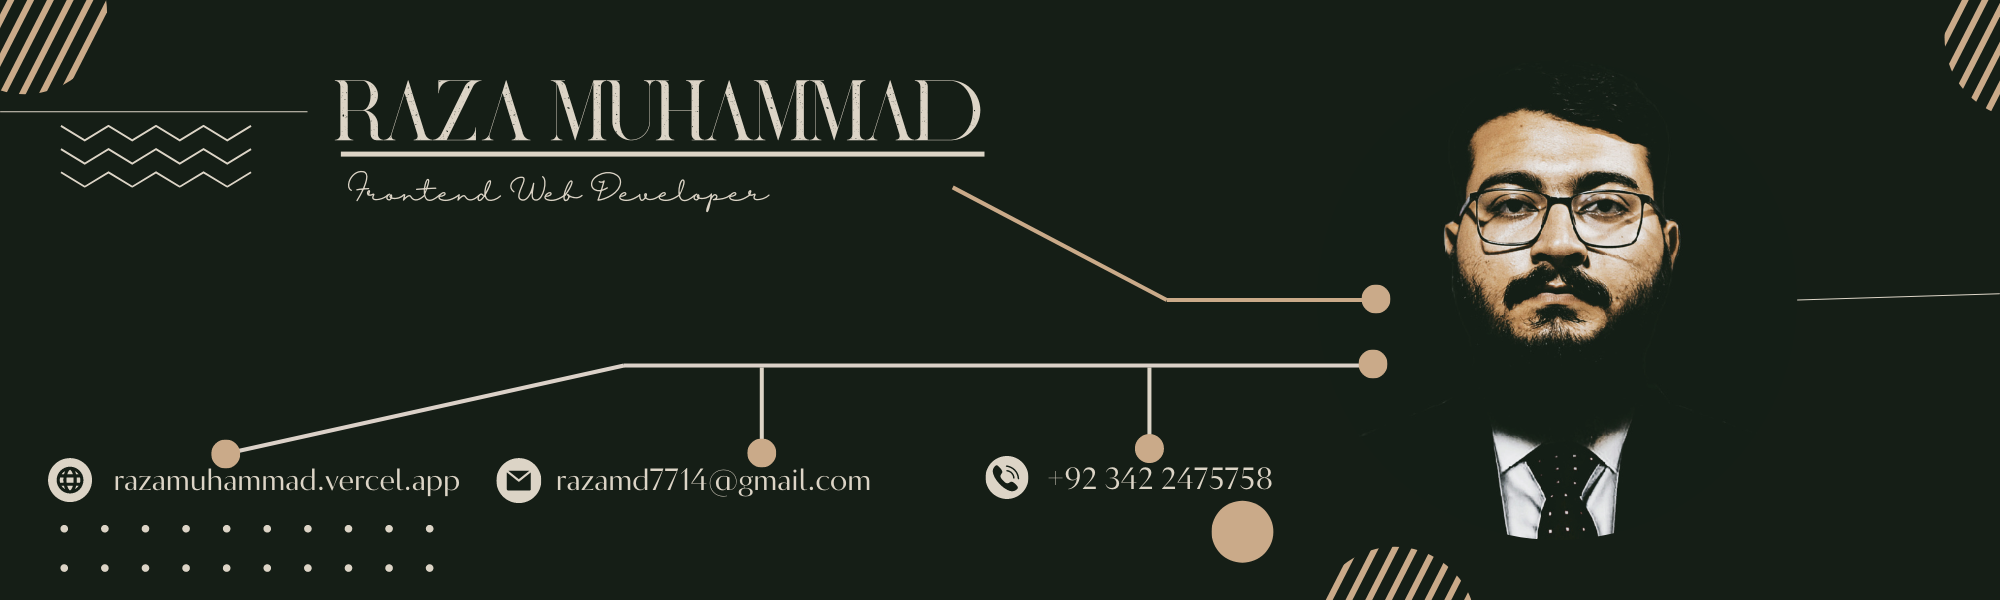 RAZA MUHAMMAD
Frontend Web Developer
razamuhammad.vercel.app
razamd7714@gmail.com
+92 342 2475758